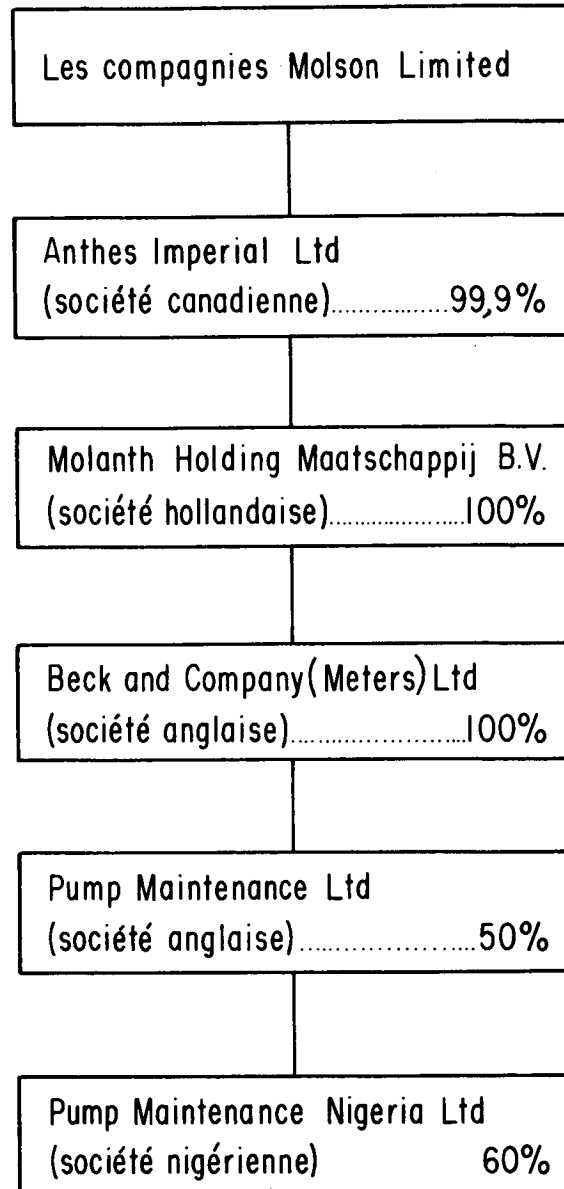 Les compagnies Molson Limited
Anthes Imperial Ltd
(société canadienne)................99,9%
Molanth Holding Maatschappij B.V.
(société hollandaise)....................100%
Beck and Company (Meters) Ltd
(société anglaise).........................100%
Pump Maintenance Ltd
(société anglaise).........................50%
Pump Maintenance Nigeria Ltd
(société nigérienne) 60%